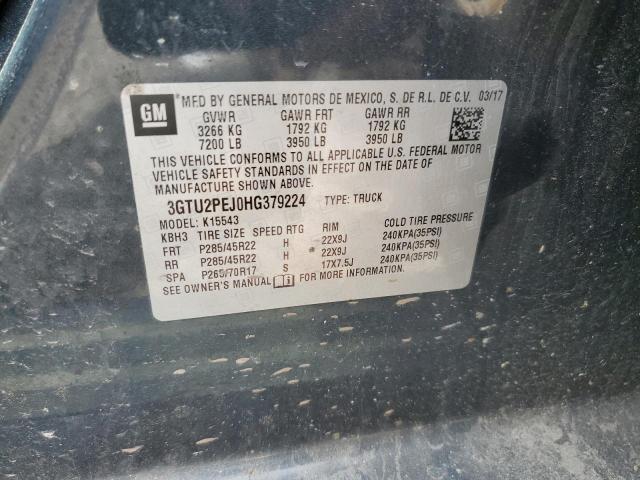 GM
*MFD BY GENERAL MOTORS DE MEXICO, S. DE R.L. DE C.V. 03/17
GVWR GAWR FRT GAWR RR
3266 KG 1792 KG 1792 KG
7200 LB 3950 LB 3950 LB
THIS VEHICLE CONFORMS TO ALL APPLICABLE U.S. FEDERAL MOTOR
VEHICLE SAFETY STANDARDS IN EFFECT ON THE DATE OF
MANUFACTURE SHOWN ABOVE.
3GTU2PEJ0HG379224 TYPE: TRUCK
MODEL: K15543
KBH3 TIRE SIZE SPEED RTG RIM COLD TIRE PRESSURE
FRT P285/45R22 H 22X9J 240KPA(35PSI)
RR P285/45R22 H * 22X9J 240KPA(35PSI)
SPA P265/70R17 S 17X7.5J 240KPA(35PSI)
SEE OWNER'S MANUAL FOR MORE INFORMATION.